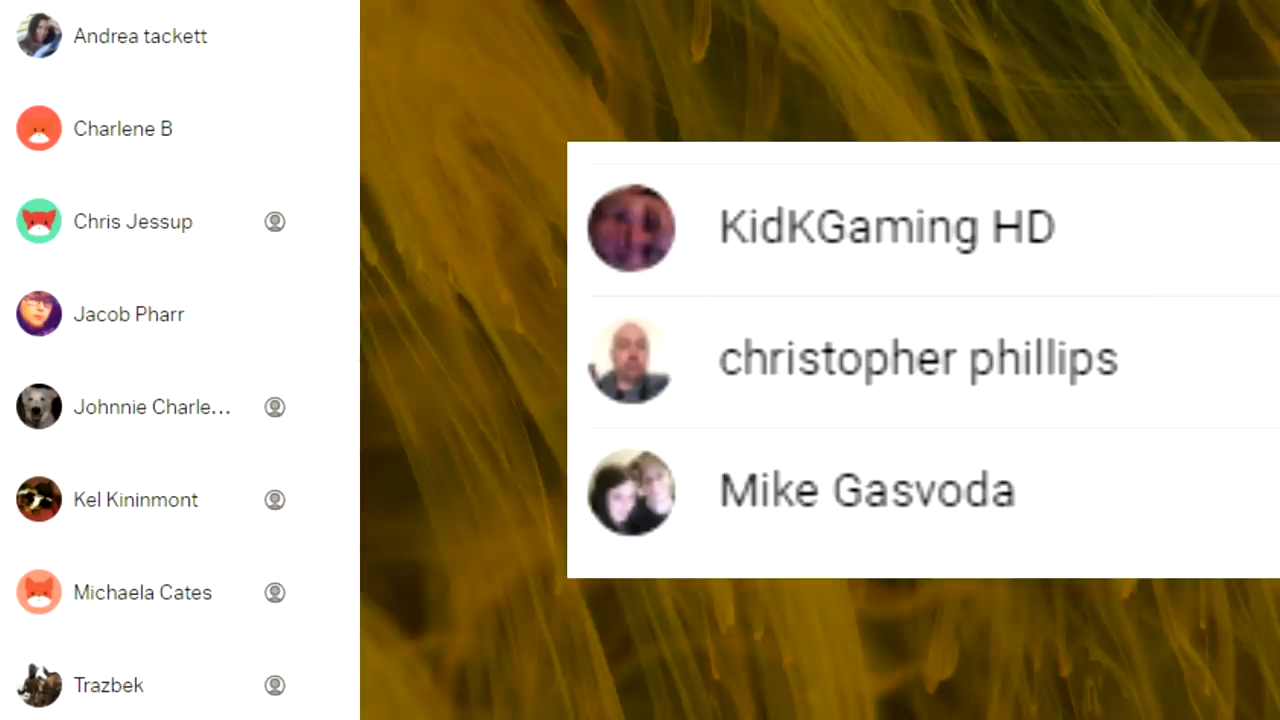 Andrea tackett
Charlene B
Chris Jessup
Jacob Pharr
Johnnie Charle...
Kel Kininmont
Michaela Cates
Trazbek
KidKGaming HD
christopher phillips
Mike Gasvoda